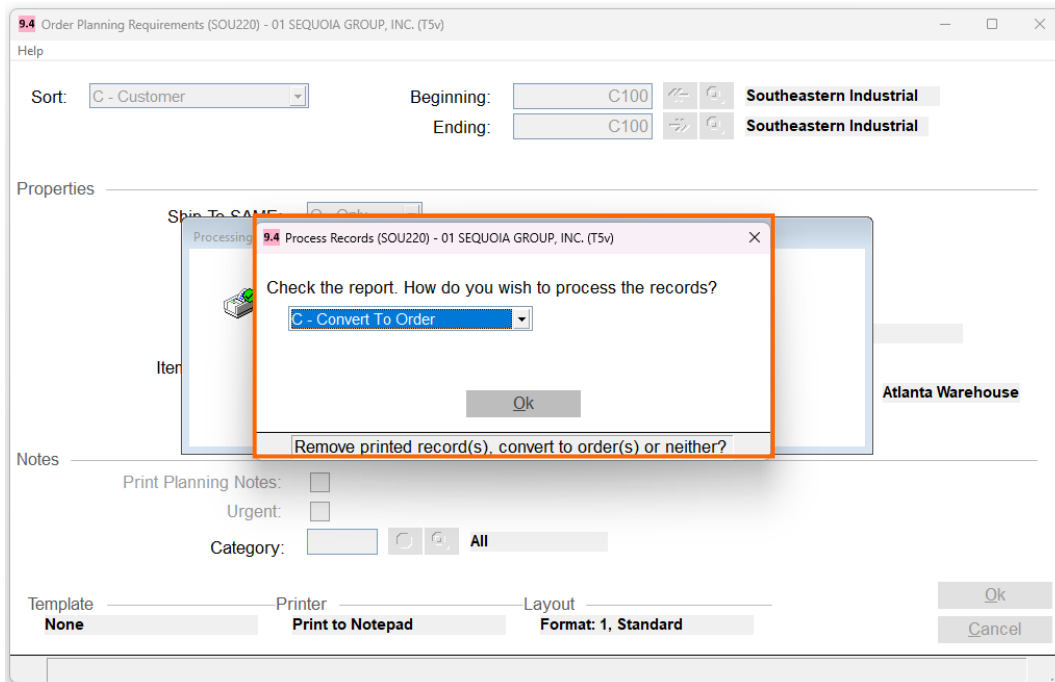 9.4 Order Planning Requirements (SOU220) - 01 SEQUOIA GROUP, INC. (T5v)
Help
Sort: C - Customer Beginning: C100 Southeastern Industrial
Ending: C100 Southeastern Industrial
Properties
Ship To SAME: O - Only
Processing
9.4 Process Records (SOU220) - 01 SEQUOIA GROUP, INC. (T5v)
Check the report. How do you wish to process the records?
C - Convert To Order
Atlanta Warehouse
Ok
Remove printed record(s), convert to order(s) or neither?
Notes
Print Planning Notes:
Urgent:
Category: All
Template Printer Layout
None Print to Notepad Format: 1, Standard
Ok
Cancel